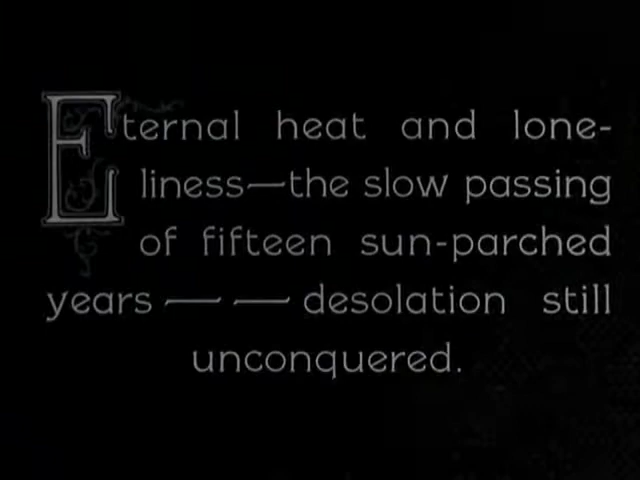 Eternal heat and lone-
liness—the slow passing
of fifteen sun-parched
years — — desolation still
unconquered.